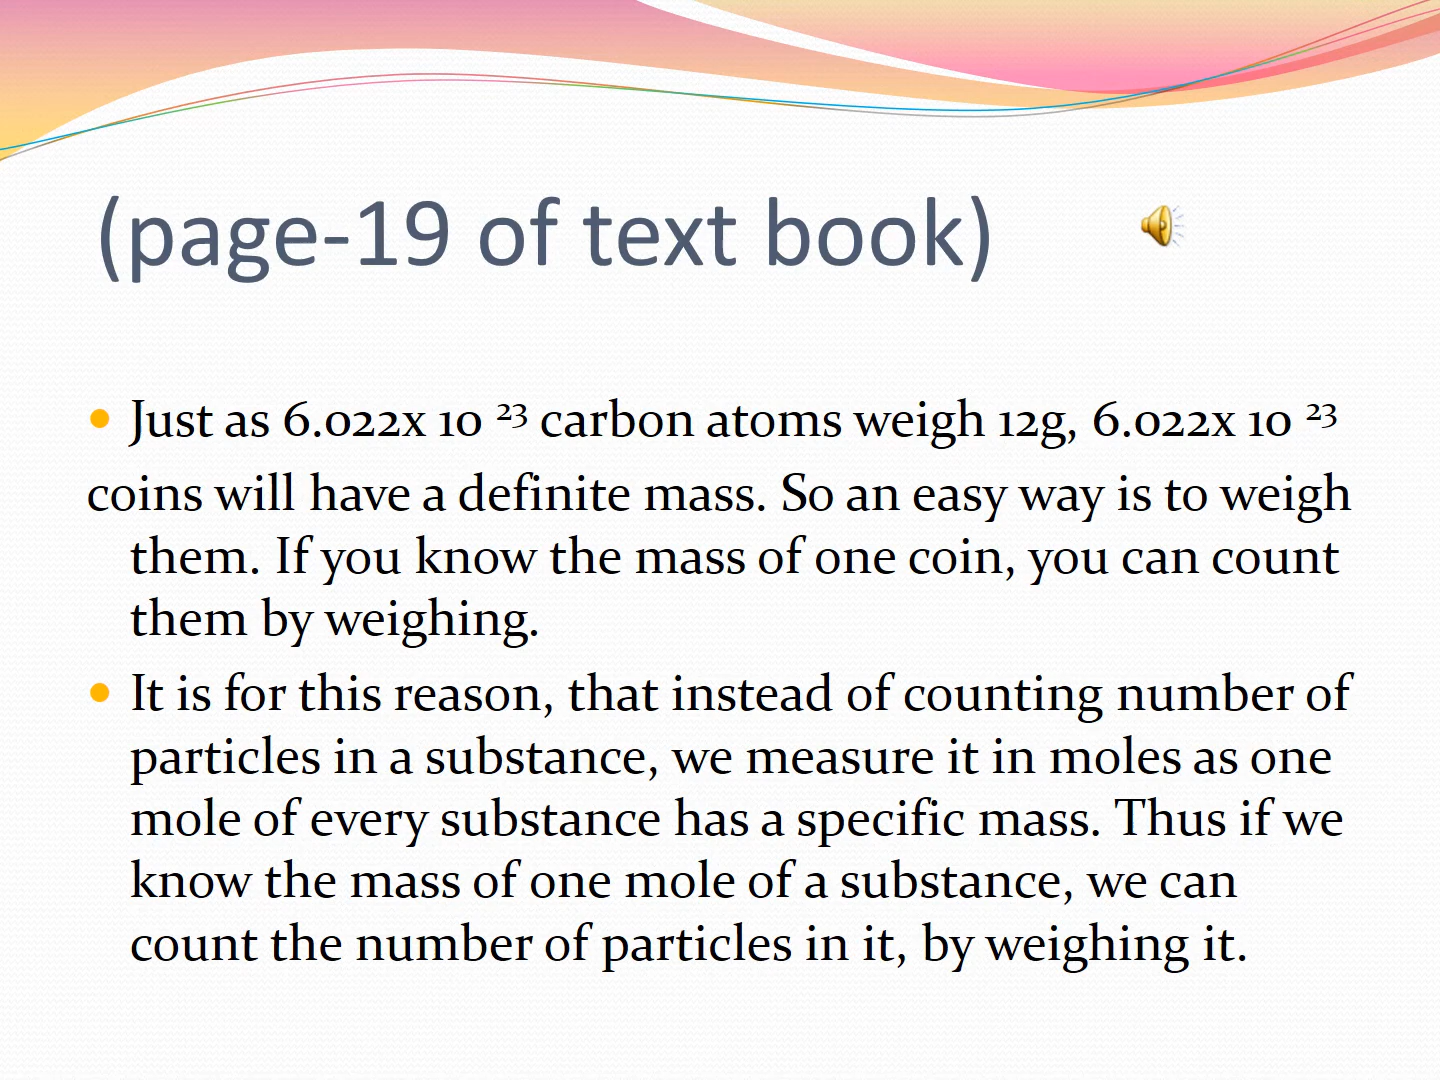 (page-19 of text book)
• Just as 6.022x 10 ²³ carbon atoms weigh 12g, 6.022x 10 ²³
coins will have a definite mass. So an easy way is to weigh
them. If you know the mass of one coin, you can count
them by weighing.
• It is for this reason, that instead of counting number of
particles in a substance, we measure it in moles as one
mole of every substance has a specific mass. Thus if we
know the mass of one mole of a substance, we can
count the number of particles in it, by weighing it.